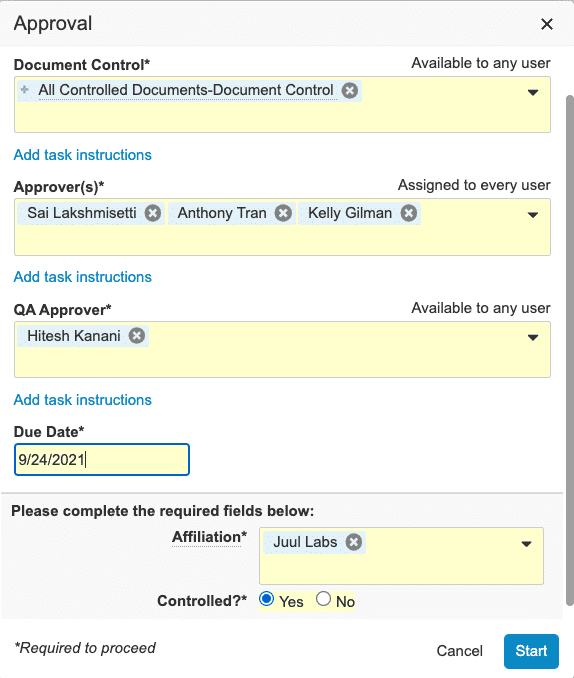 Approval
Document Control* Available to any user
All Controlled Documents-Document Control
Add task instructions
Approver(s)* Assigned to every user
Sai Lakshmisetti Anthony Tran Kelly Gilman
Add task instructions
QA Approver* Available to any user
Hitesh Kanani
Add task instructions
Due Date*
9/24/2021
Please complete the required fields below:
Affiliation* Juul Labs
Controlled?* Yes No
*Required to proceed Cancel Start